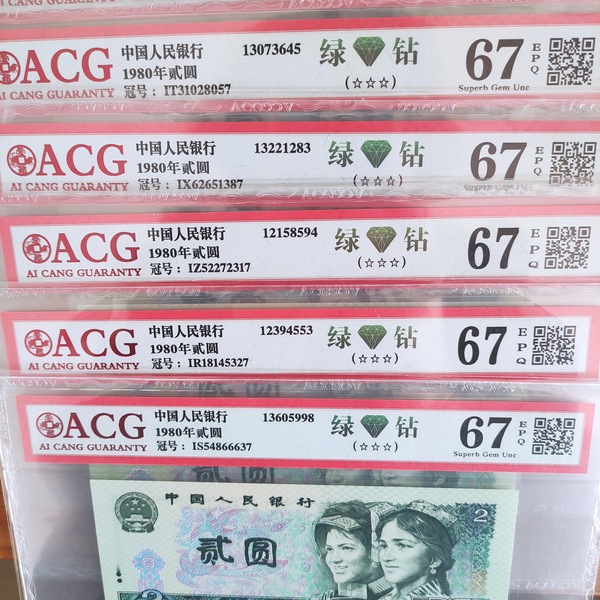 ACG
AI CANG GUARANTY
中国人民银行 13073645
1980年贰圆
冠号： IT31028057
绿 钻
(☆☆☆)
67
EPQ
Superb Gem Unc
ACG
AI CANG GUARANTY
中国人民银行 13221283
1980年贰圆
冠号： IX62651387
绿 钻
(☆☆☆)
67
EPQ
Superb Gem Unc
ACG
AI CANG GUARANTY
中国人民银行 12158594
1980年贰圆
冠号： IZ52272317
绿 钻
(☆☆☆)
67
EPQ
ACG
中国人民银行 12394553
1980年贰圆
冠号： IR18145327
绿 钻
(☆☆☆)
67
EPQ
ACG
AI CANG GUARANTY
中国人民银行 13605998
1980年贰圆
冠号： IS54866637
绿 钻
(☆☆☆)
67
EPQ
Superb Gem Unc
中国人民银行
贰圆
2